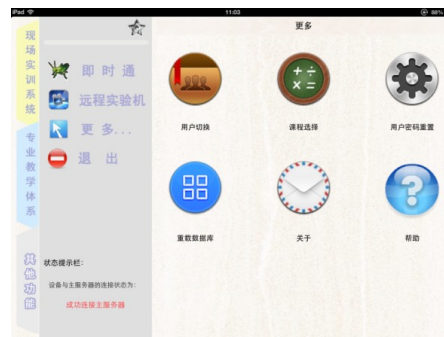 iPad
11:03
88%
现场实训系统
专业教学体系
其他功能
即时通
远程实验机
更多...
退出
状态提示栏:
设备与主服务器的连接状态为:
成功连接主服务器
更多
用户切换
课程选择
用户密码重置
重载数据库
关于
帮助